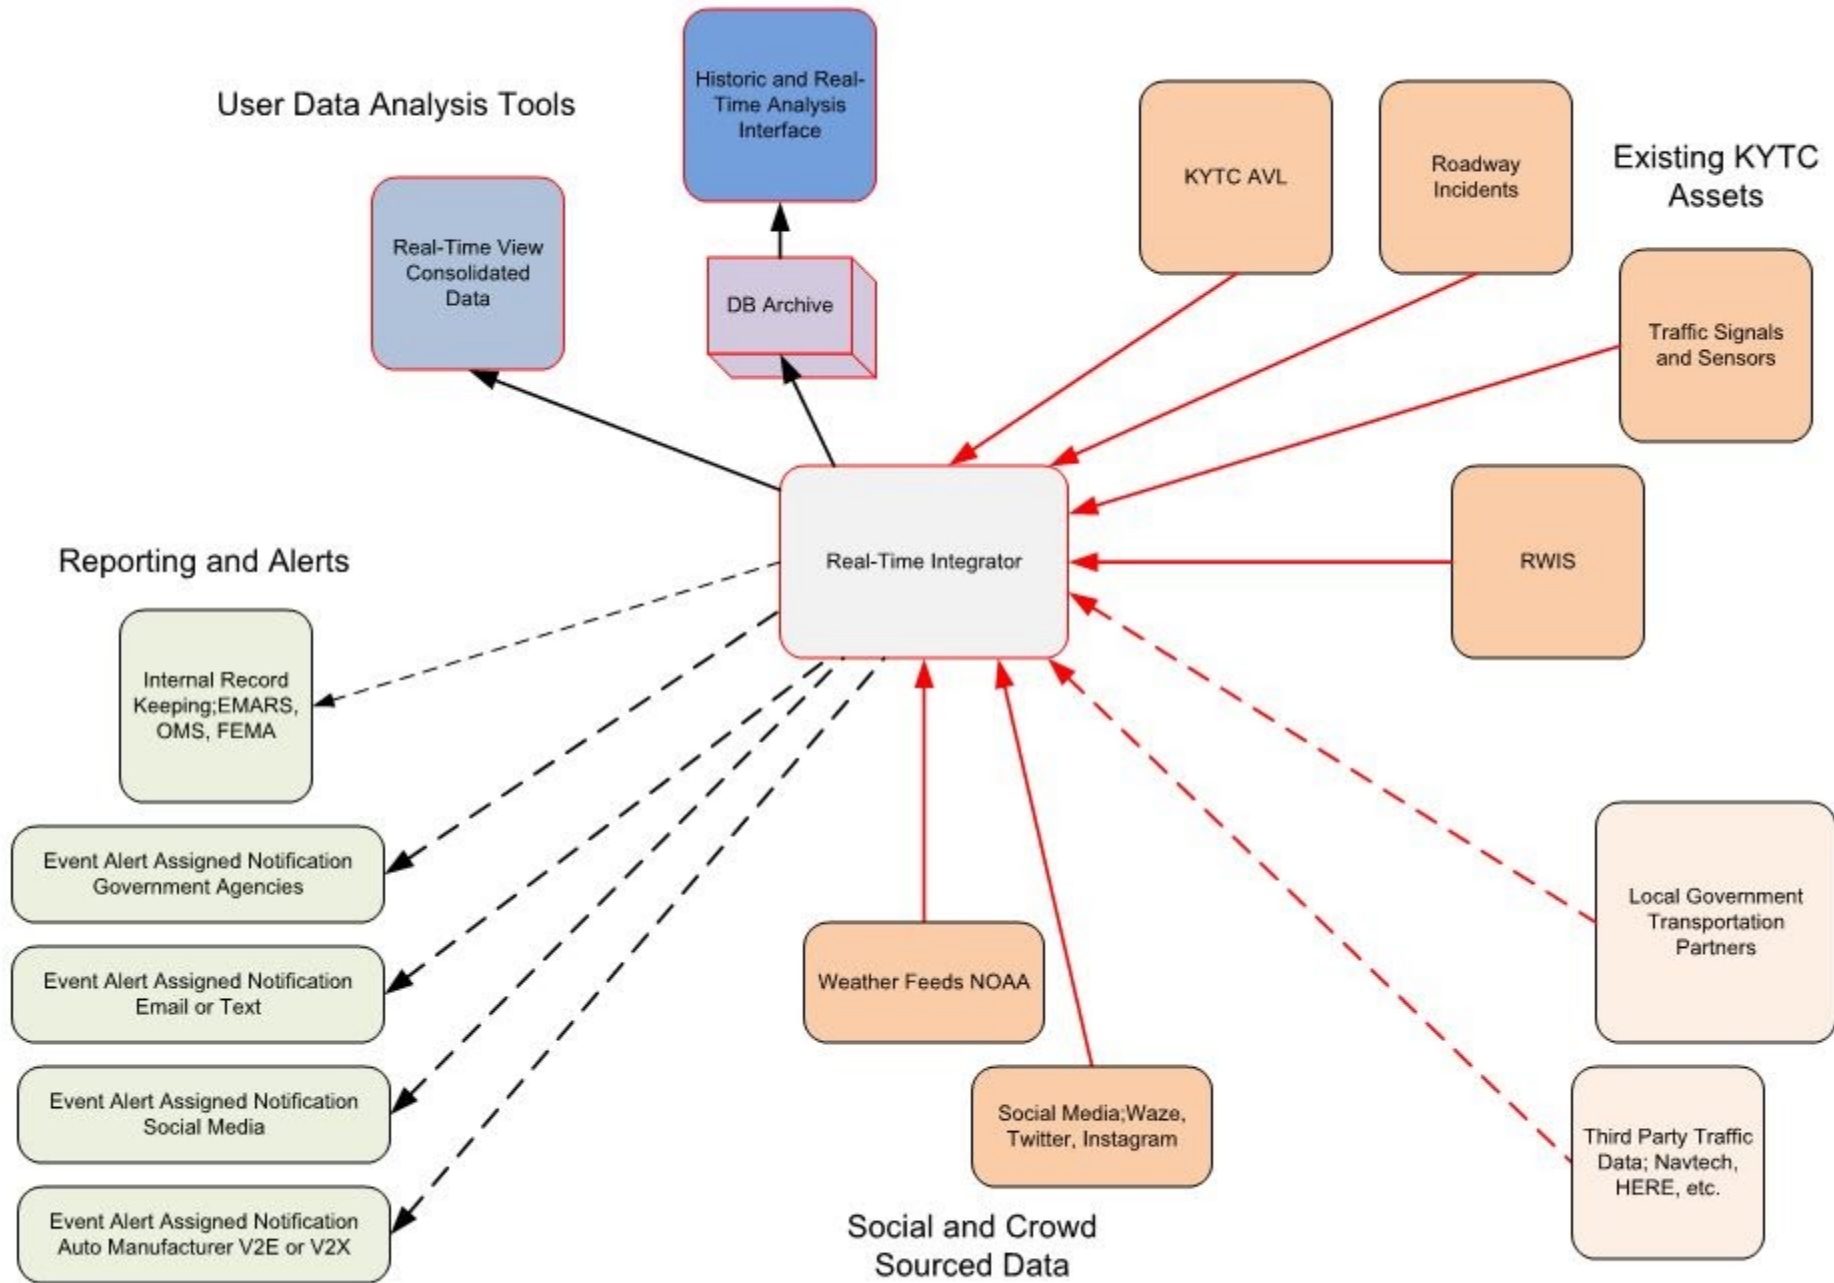 User Data Analysis Tools
Historic and Real-
Time Analysis
Interface
Real-Time View
Consolidated
Data
DB Archive
KYTC AVL
Roadway
Incidents
Existing KYTC
Assets
Traffic Signals
and Sensors
Real-Time Integrator
RWIS
Reporting and Alerts
Internal Record
Keeping;EMARS,
OMS, FEMA
Event Alert Assigned Notification
Government Agencies
Event Alert Assigned Notification
Email or Text
Event Alert Assigned Notification
Social Media
Event Alert Assigned Notification
Auto Manufacturer V2E or V2X
Weather Feeds NOAA
Social Media;Waze,
Twitter, Instagram
Social and Crowd
Sourced Data
Local Government
Transportation
Partners
Third Party Traffic
Data; Navtech,
HERE, etc.